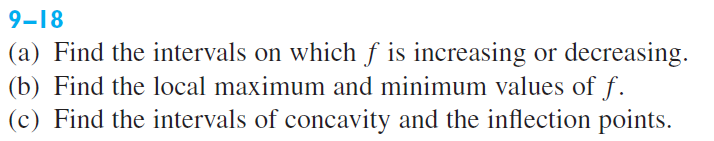 9–18
(a) Find the intervals on which f is increasing or decreasing.
(b) Find the local maximum and minimum values of f.
(c) Find the intervals of concavity and the inflection points.